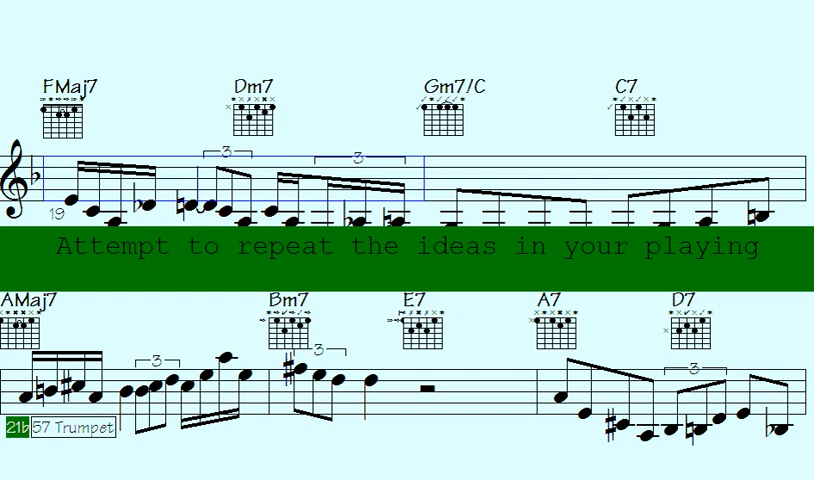 FMaj7 Dm7 Gm7/C C7
3 3
19
Attempt to repeat the ideas in your playing
AMaj7 Bm7 E7 A7 D7
3 3 3
21b 57 Trumpet